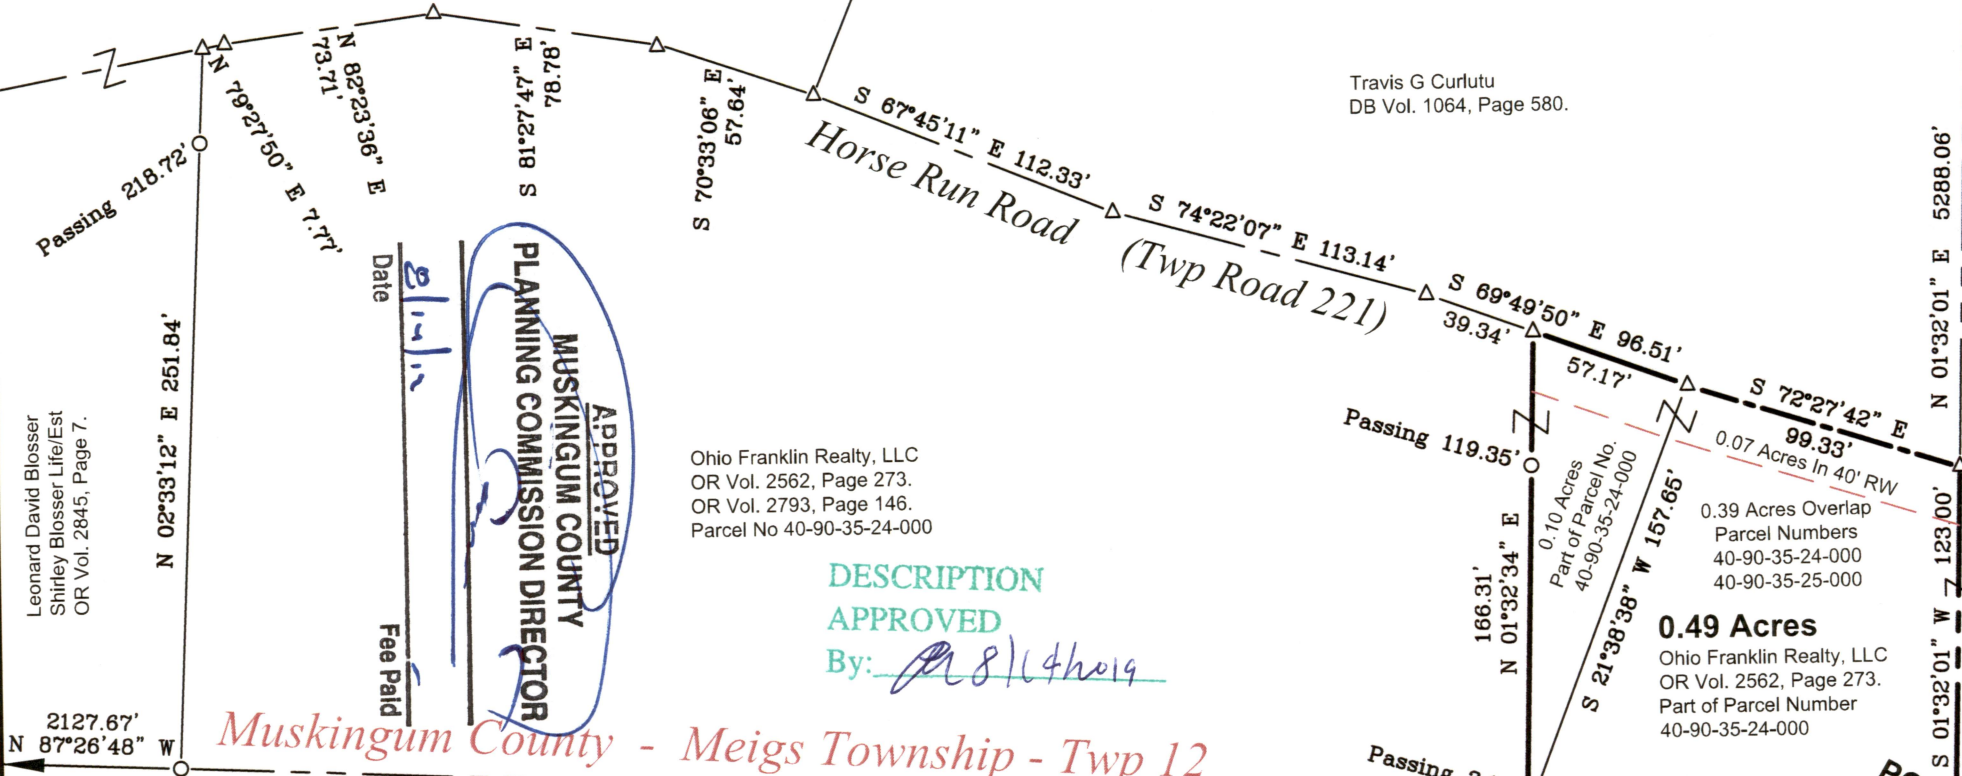 N 79°27'50" E 7.77'
N 82°23'36" E
73.71'
S 81°27'47" E
78.78'
S 70°33'06" E
57.64'
S 67°45'11" E 112.33'
Horse Run Road (Twp Road 221)
S 74°22'07" E 113.14'
S 69°49'50" E 96.51'
39.34'
57.17'
S 72°27'42" E
99.33'
Travis G Curlutu
DB Vol. 1064, Page 580.
N 01°32'01" E 5288.06'
Passing 218.72'
N 02°33'12" E 251.84'
Leonard David Blosser
Shirley Blosser Life/Est
OR Vol. 2845, Page 7.
APPROVED
MUSKINGUM COUNTY
PLANNING COMMISSION DIRECTOR
Date
Fee Paid
Ohio Franklin Realty, LLC
OR Vol. 2562, Page 273.
OR Vol. 2793, Page 146.
Parcel No 40-90-35-24-000
DESCRIPTION
APPROVED
By: 8/14/2019
Passing 119.35'
0.10 Acres
Part of Parcel No.
40-90-35-24-000
0.07 Acres In 40' RW
0.39 Acres Overlap
Parcel Numbers
40-90-35-24-000
40-90-35-25-000
166.31'
N 01°32'34" E
S 21°38'38" W 157.65'
0.49 Acres
Ohio Franklin Realty, LLC
OR Vol. 2562, Page 273.
Part of Parcel Number
40-90-35-24-000
S 01°32'01" W 123.00'
2127.67'
N 87°26'48" W
Muskingum County - Meigs Township - Twp 12
Passing